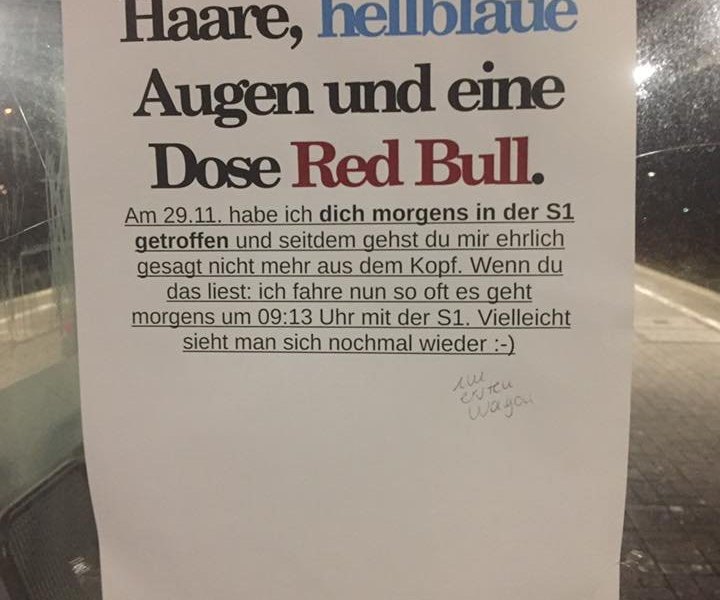 Haare, hellblaue
Augen und eine
Dose Red Bull.
Am 29.11. habe ich dich morgens in der S1
getroffen und seitdem gehst du mir ehrlich
gesagt nicht mehr aus dem Kopf. Wenn du
das liest: ich fahre nun so oft es geht
morgens um 09:13 Uhr mit der S1. Vielleicht
sieht man sich nochmal wieder :-)
im
ersten
Wagon